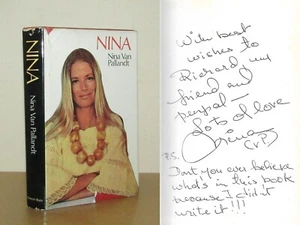 NINA
Nina Van Pallandt
NINA
Nina Van
Pallandt
With best
wishes to
Richard my
friend and
penpal -
Lots of love
Nina
(VP)
P.S.
Don't you ever believe
what's in this book
because I didn't
write it!!!